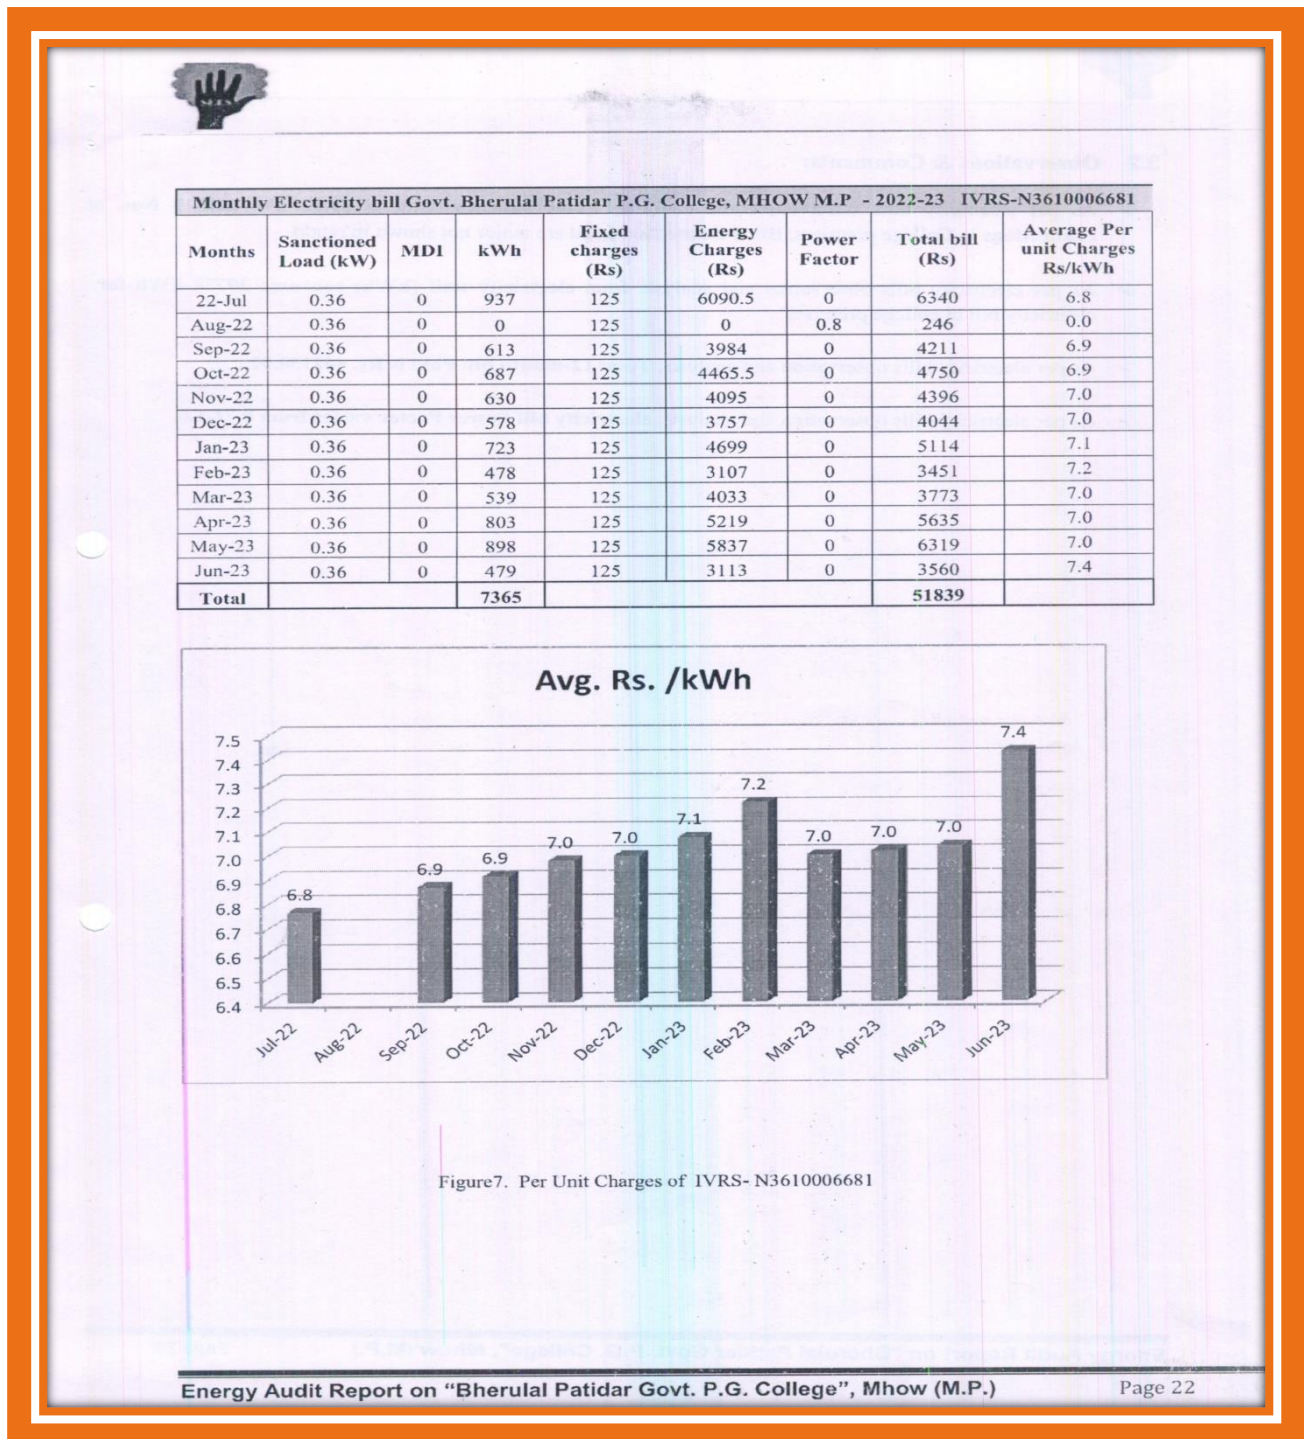 Monthly Electricity bill Govt. Bherulal Patidar P.G. College, MHOW M.P - 2022-23 IVRS-N3610006681
Months Sanctioned Load (kW) MDI kWh Fixed charges (Rs) Energy Charges (Rs) Power Factor Total bill (Rs) Average Per unit Charges Rs/kWh
22-Jul 0.36 0 937 125 6090.5 0 6340 6.8
Aug-22 0.36 0 0 125 0 0.8 246 0.0
Sep-22 0.36 0 613 125 3984 0 4211 6.9
Oct-22 0.36 0 687 125 4465.5 0 4750 6.9
Nov-22 0.36 0 630 125 4095 0 4396 7.0
Dec-22 0.36 0 578 125 3757 0 4044 7.0
Jan-23 0.36 0 723 125 4699 0 5114 7.1
Feb-23 0.36 0 478 125 3107 0 3451 7.2
Mar-23 0.36 0 539 125 4033 0 3773 7.0
Apr-23 0.36 0 803 125 5219 0 5635 7.0
May-23 0.36 0 898 125 5837 0 6319 7.0
Jun-23 0.36 0 479 125 3113 0 3560 7.4
Total 7365 51839
Avg. Rs. /kWh
7.5
7.4
7.3
7.2
7.1
7.0
6.9
6.8
6.7
6.6
6.5
6.4
6.8 6.9 6.9 7.0 7.0 7.1 7.2 7.0 7.0 7.0 7.4
Jul-22 Aug-22 Sep-22 Oct-22 Nov-22 Dec-22 Jan-23 Feb-23 Mar-23 Apr-23 May-23 Jun-23
Figure7. Per Unit Charges of IVRS- N3610006681
Energy Audit Report on “Bherulal Patidar Govt. P.G. College”, Mhow (M.P.) Page 22